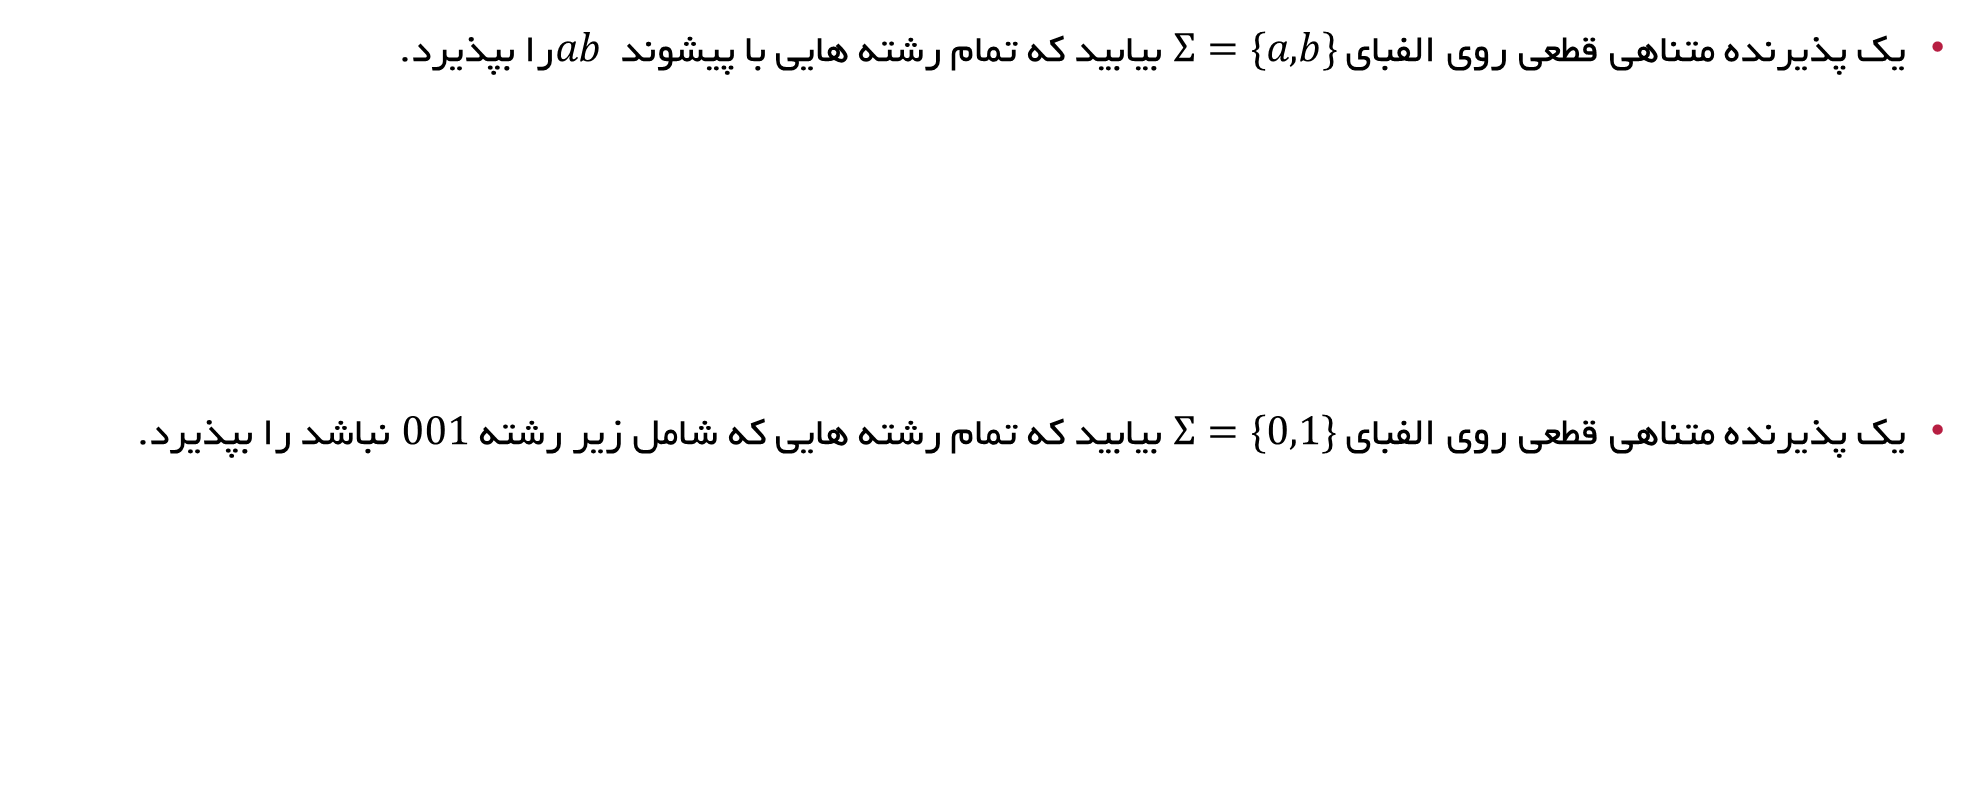 • یک پذیرنده متناهی قطعی روی الفبای Σ = {a,b} بیابید که تمام رشته هایی با پیشوند ab را بپذیرد.
• یک پذیرنده متناهی قطعی روی الفبای Σ = {0,1} بیابید که تمام رشته هایی که شامل زیر رشته 001 نباشد را بپذیرد.